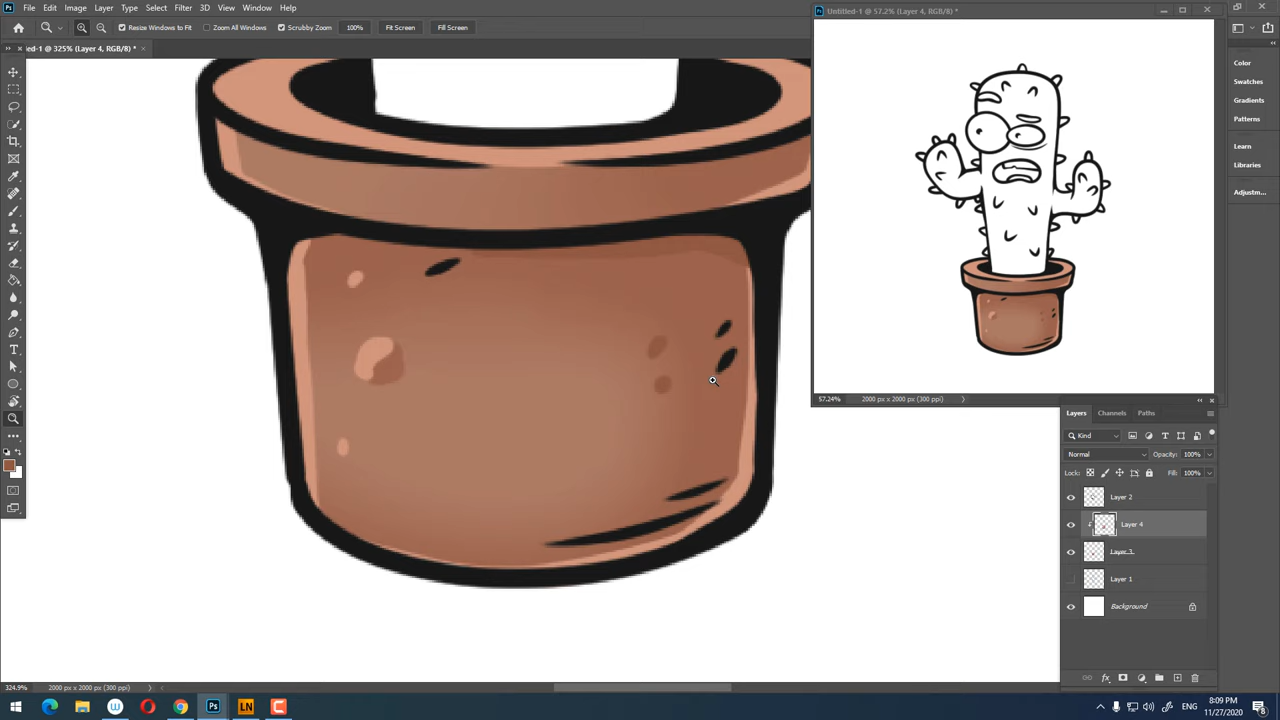 File Edit Image Layer Type Select Filter 3D View Window Help
Resize Windows to Fit Zoom All Windows Scrubby Zoom 100% Fit Screen Fill Screen
ed-1 @ 325% (Layer 4, RGB/8) *
Untitled-1 @ 57.2% (Layer 4, RGB/8) *
Color
Swatches
Gradients
Patterns
Learn
Libraries
Adjustm...
57.24% 2000 px x 2000 px (300 ppi)
Layers Channels Paths
Kind
Normal Opacity: 100%
Lock: Fill: 100%
Layer 2
Layer 4
Layer 3
Layer 1
Background
324.9% 2000 px x 2000 px (300 ppi)
Ps LN C ENG 8:09 PM
11/27/2020 8